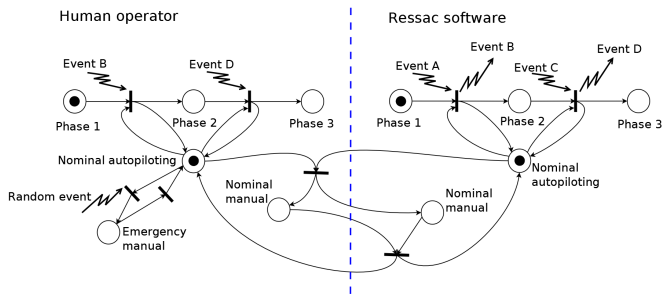 Human operator
Ressac software
Event B
Event D
Event A
Event B
Event C
Event D
Phase 1
Phase 2
Phase 3
Phase 1
Phase 2
Phase 3
Nominal autopiloting
Nominal
autopiloting
Random event
Nominal
manual
Nominal
manual
Emergency
manual